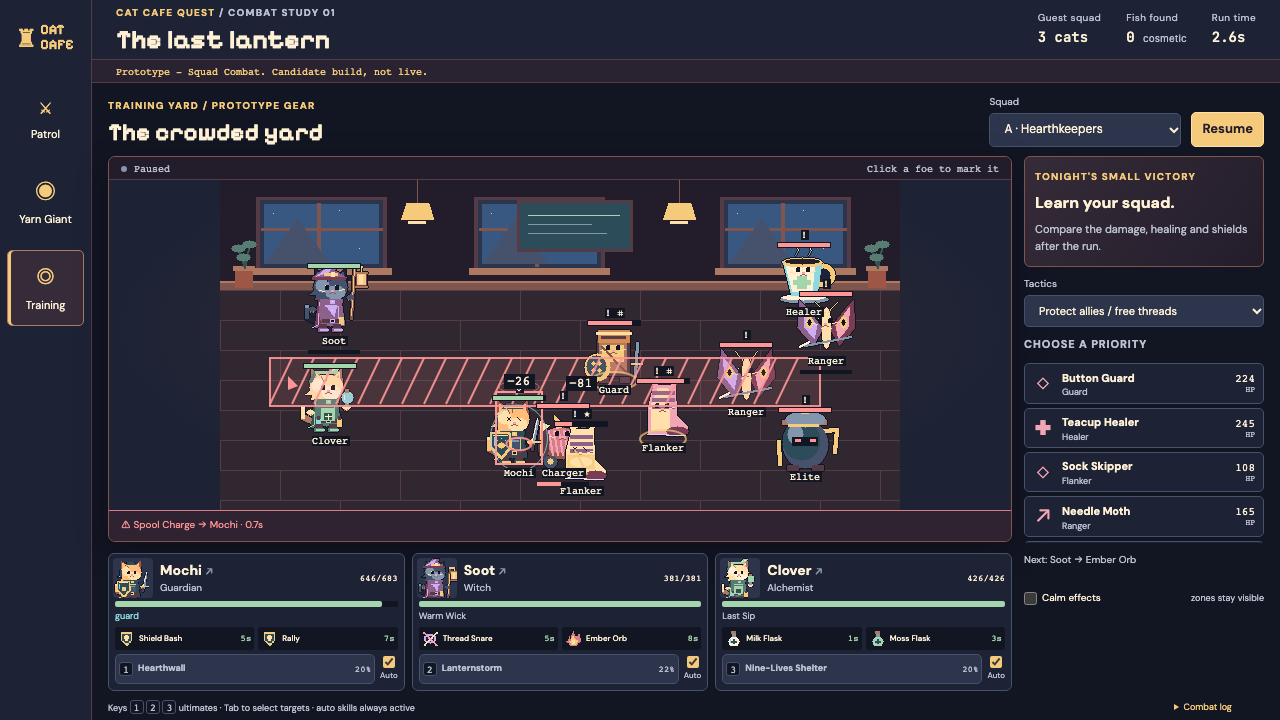 CAT CAFE
CAT CAFE QUEST / COMBAT STUDY 01
The last lantern
Guest squad
3 cats
Fish found
0 cosmetic
Run time
2.6s
Prototype — Squad Combat. Candidate build, not live.
Patrol
Yarn Giant
Training
TRAINING YARD / PROTOTYPE GEAR
The crowded yard
Squad
A · Hearthkeepers
Resume
Paused
Click a foe to mark it
!
Healer
!
Soot
! #
Guard
!
Ranger
Ranger
-26
-81
!
! #
! ★
!
Clover
Flanker
Mochi
Charger
Flanker
Elite
⚠ Spool Charge → Mochi · 0.7s
TONIGHT'S SMALL VICTORY
Learn your squad.
Compare the damage, healing and shields
after the run.
Tactics
Protect allies / free threads
CHOOSE A PRIORITY
Button Guard
Guard
224
HP
Teacup Healer
Healer
245
HP
Sock Skipper
Flanker
108
HP
Needle Moth
Ranger
165
HP
Next: Soot → Ember Orb
Calm effects
zones stay visible
Mochi ↗
Guardian
646/683
guard
Shield Bash 5s
Rally 7s
1 Hearthwall 20%
Auto
Soot ↗
Witch
381/381
Warm Wick
Thread Snare 5s
Ember Orb 8s
2 Lanternstorm 22%
Auto
Clover ↗
Alchemist
426/426
Last Sip
Milk Flask 1s
Moss Flask 3s
3 Nine-Lives Shelter 20%
Auto
Keys 1 2 3 ultimates · Tab to select targets · auto skills always active
▶ Combat log